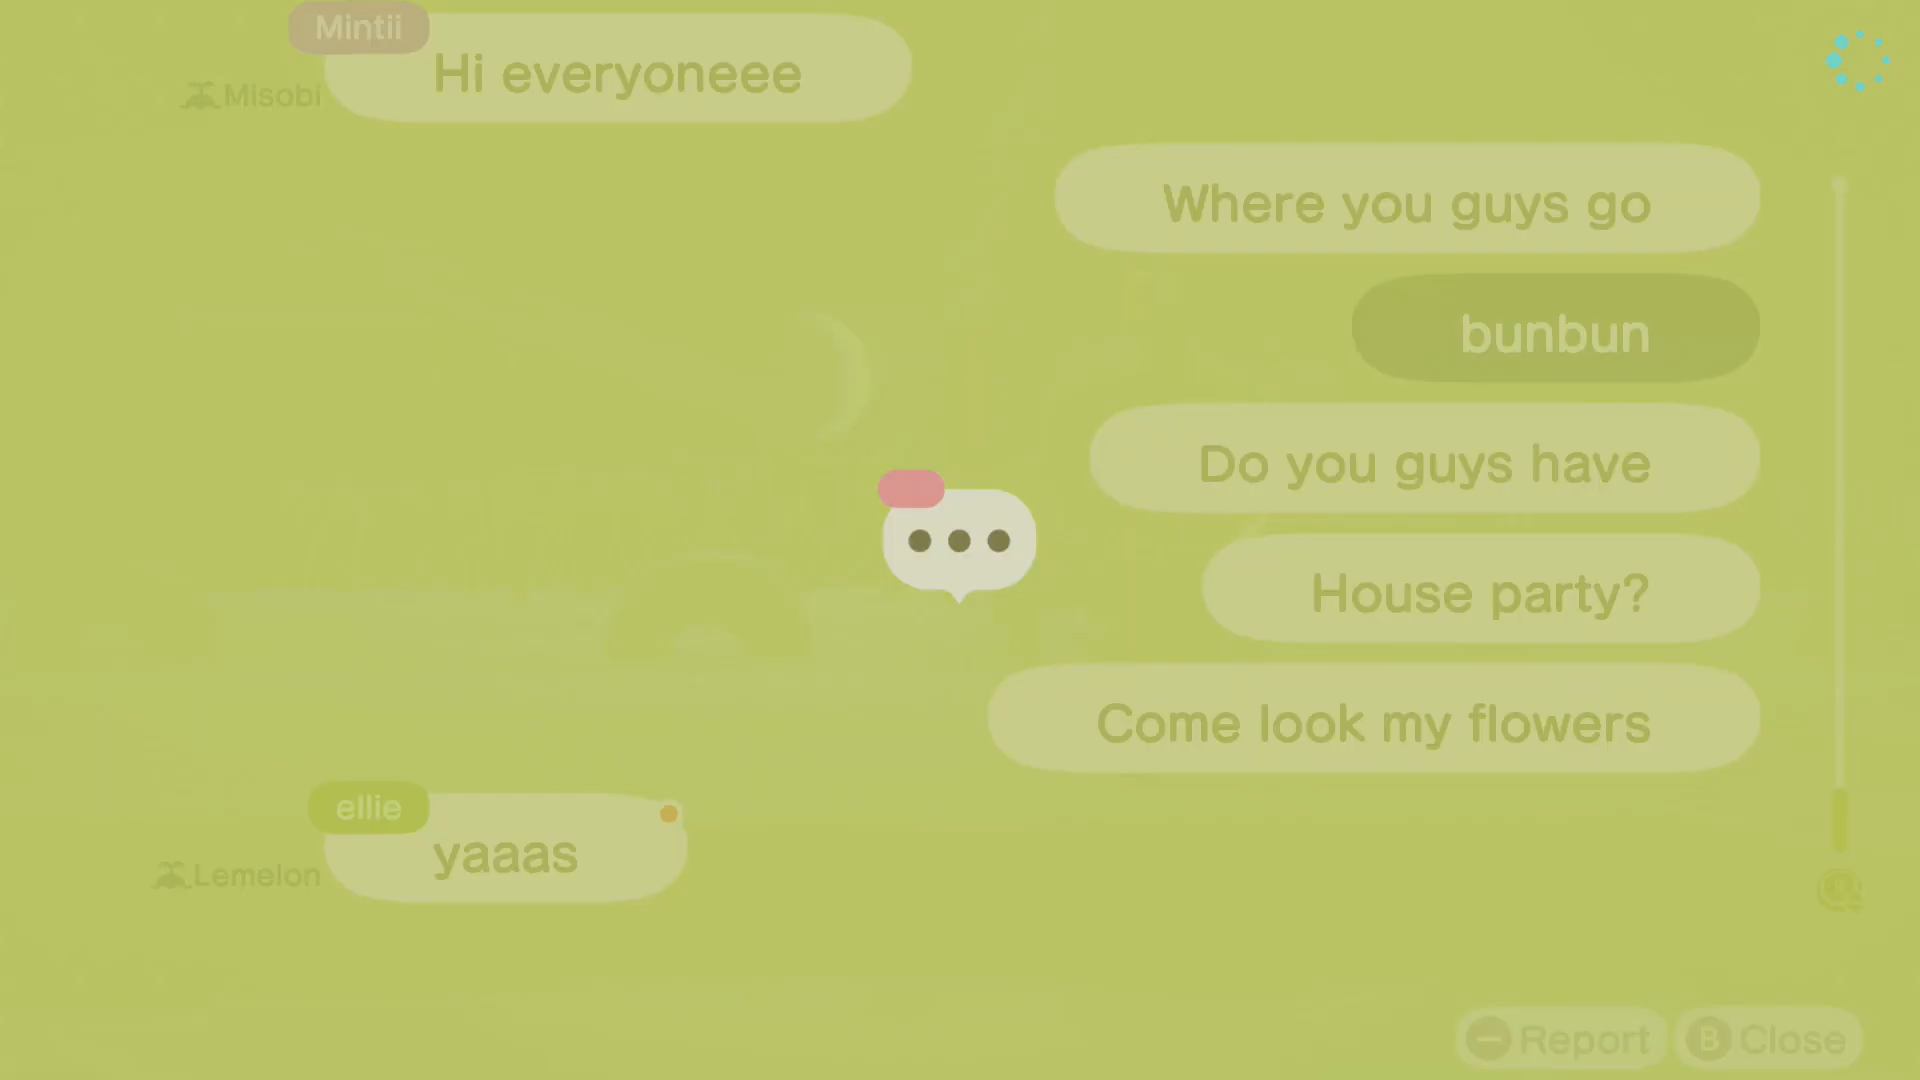 Mintii
Hi everyoneee
Misobi
Where you guys go
bunbun
Do you guys have
House party?
Come look my flowers
ellie
yaaas
Lemelon
Report
B Close